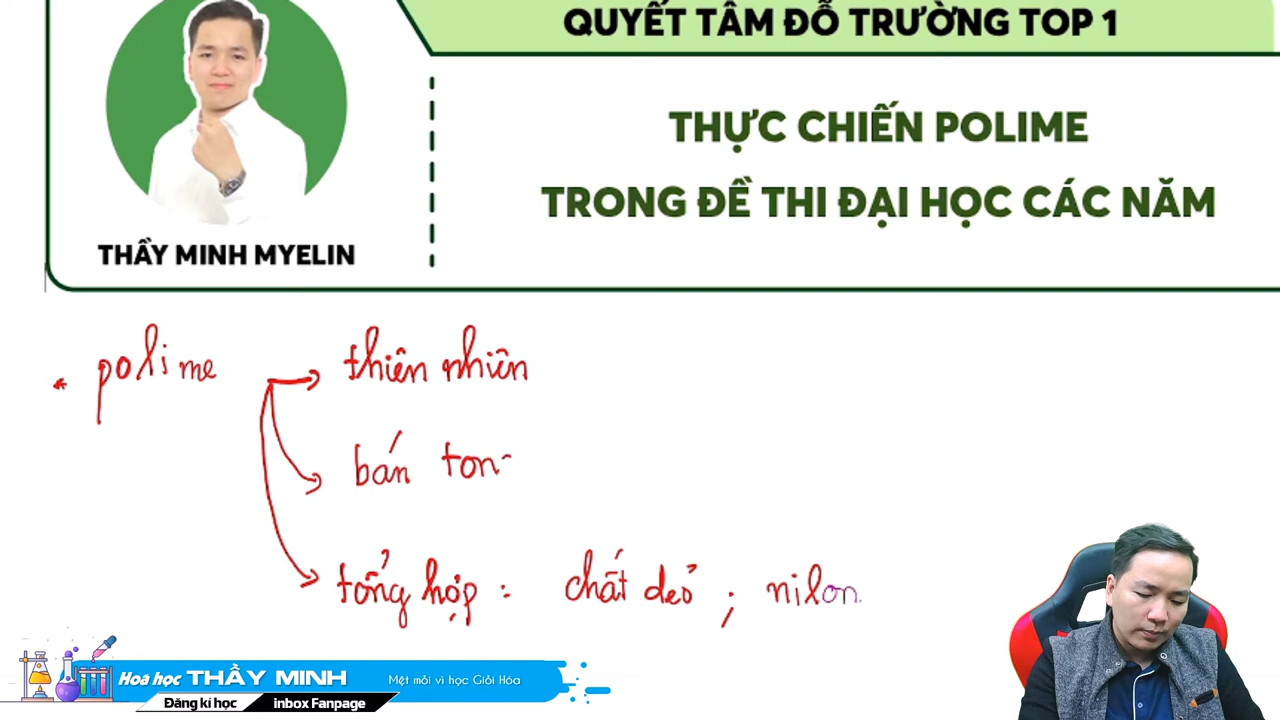 QUYẾT TÂM ĐỖ TRƯỜNG TOP 1
THỰC CHIẾN POLIME
TRONG ĐỀ THI ĐẠI HỌC CÁC NĂM
THẦY MINH MYELIN
* polime
thiên nhiên
bán ton
tổng hợp : chất dẻo ; nilon
Hoá học THẦY MINH
Mệt mỏi vì học Giỏi Hóa
Đăng kí học inbox Fanpage